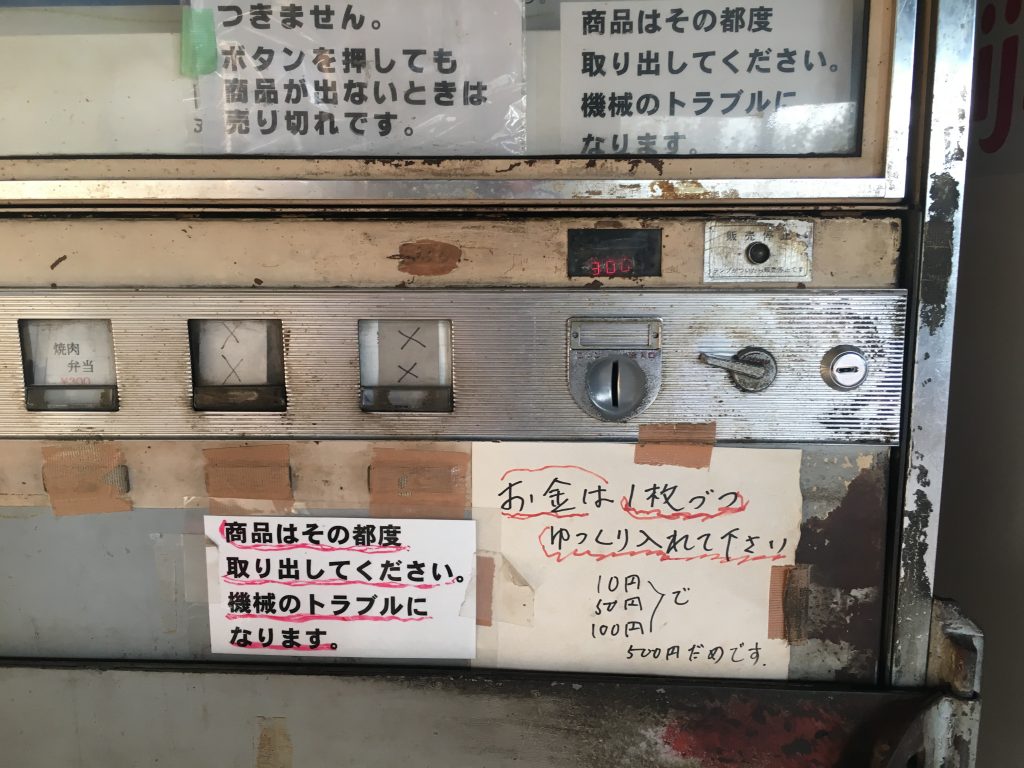 つきません。
ボタンを押しても
商品が出ないときは
売り切れです。
商品はその都度
取り出してください。
機械のトラブルに
なります。
300
販売停止
焼肉
弁当
¥300
お金は1枚づつ
ゆっくり入れて下さい
10円
50円
100円
で
500円だめです.
商品はその都度
取り出してください。
機械のトラブルに
なります。